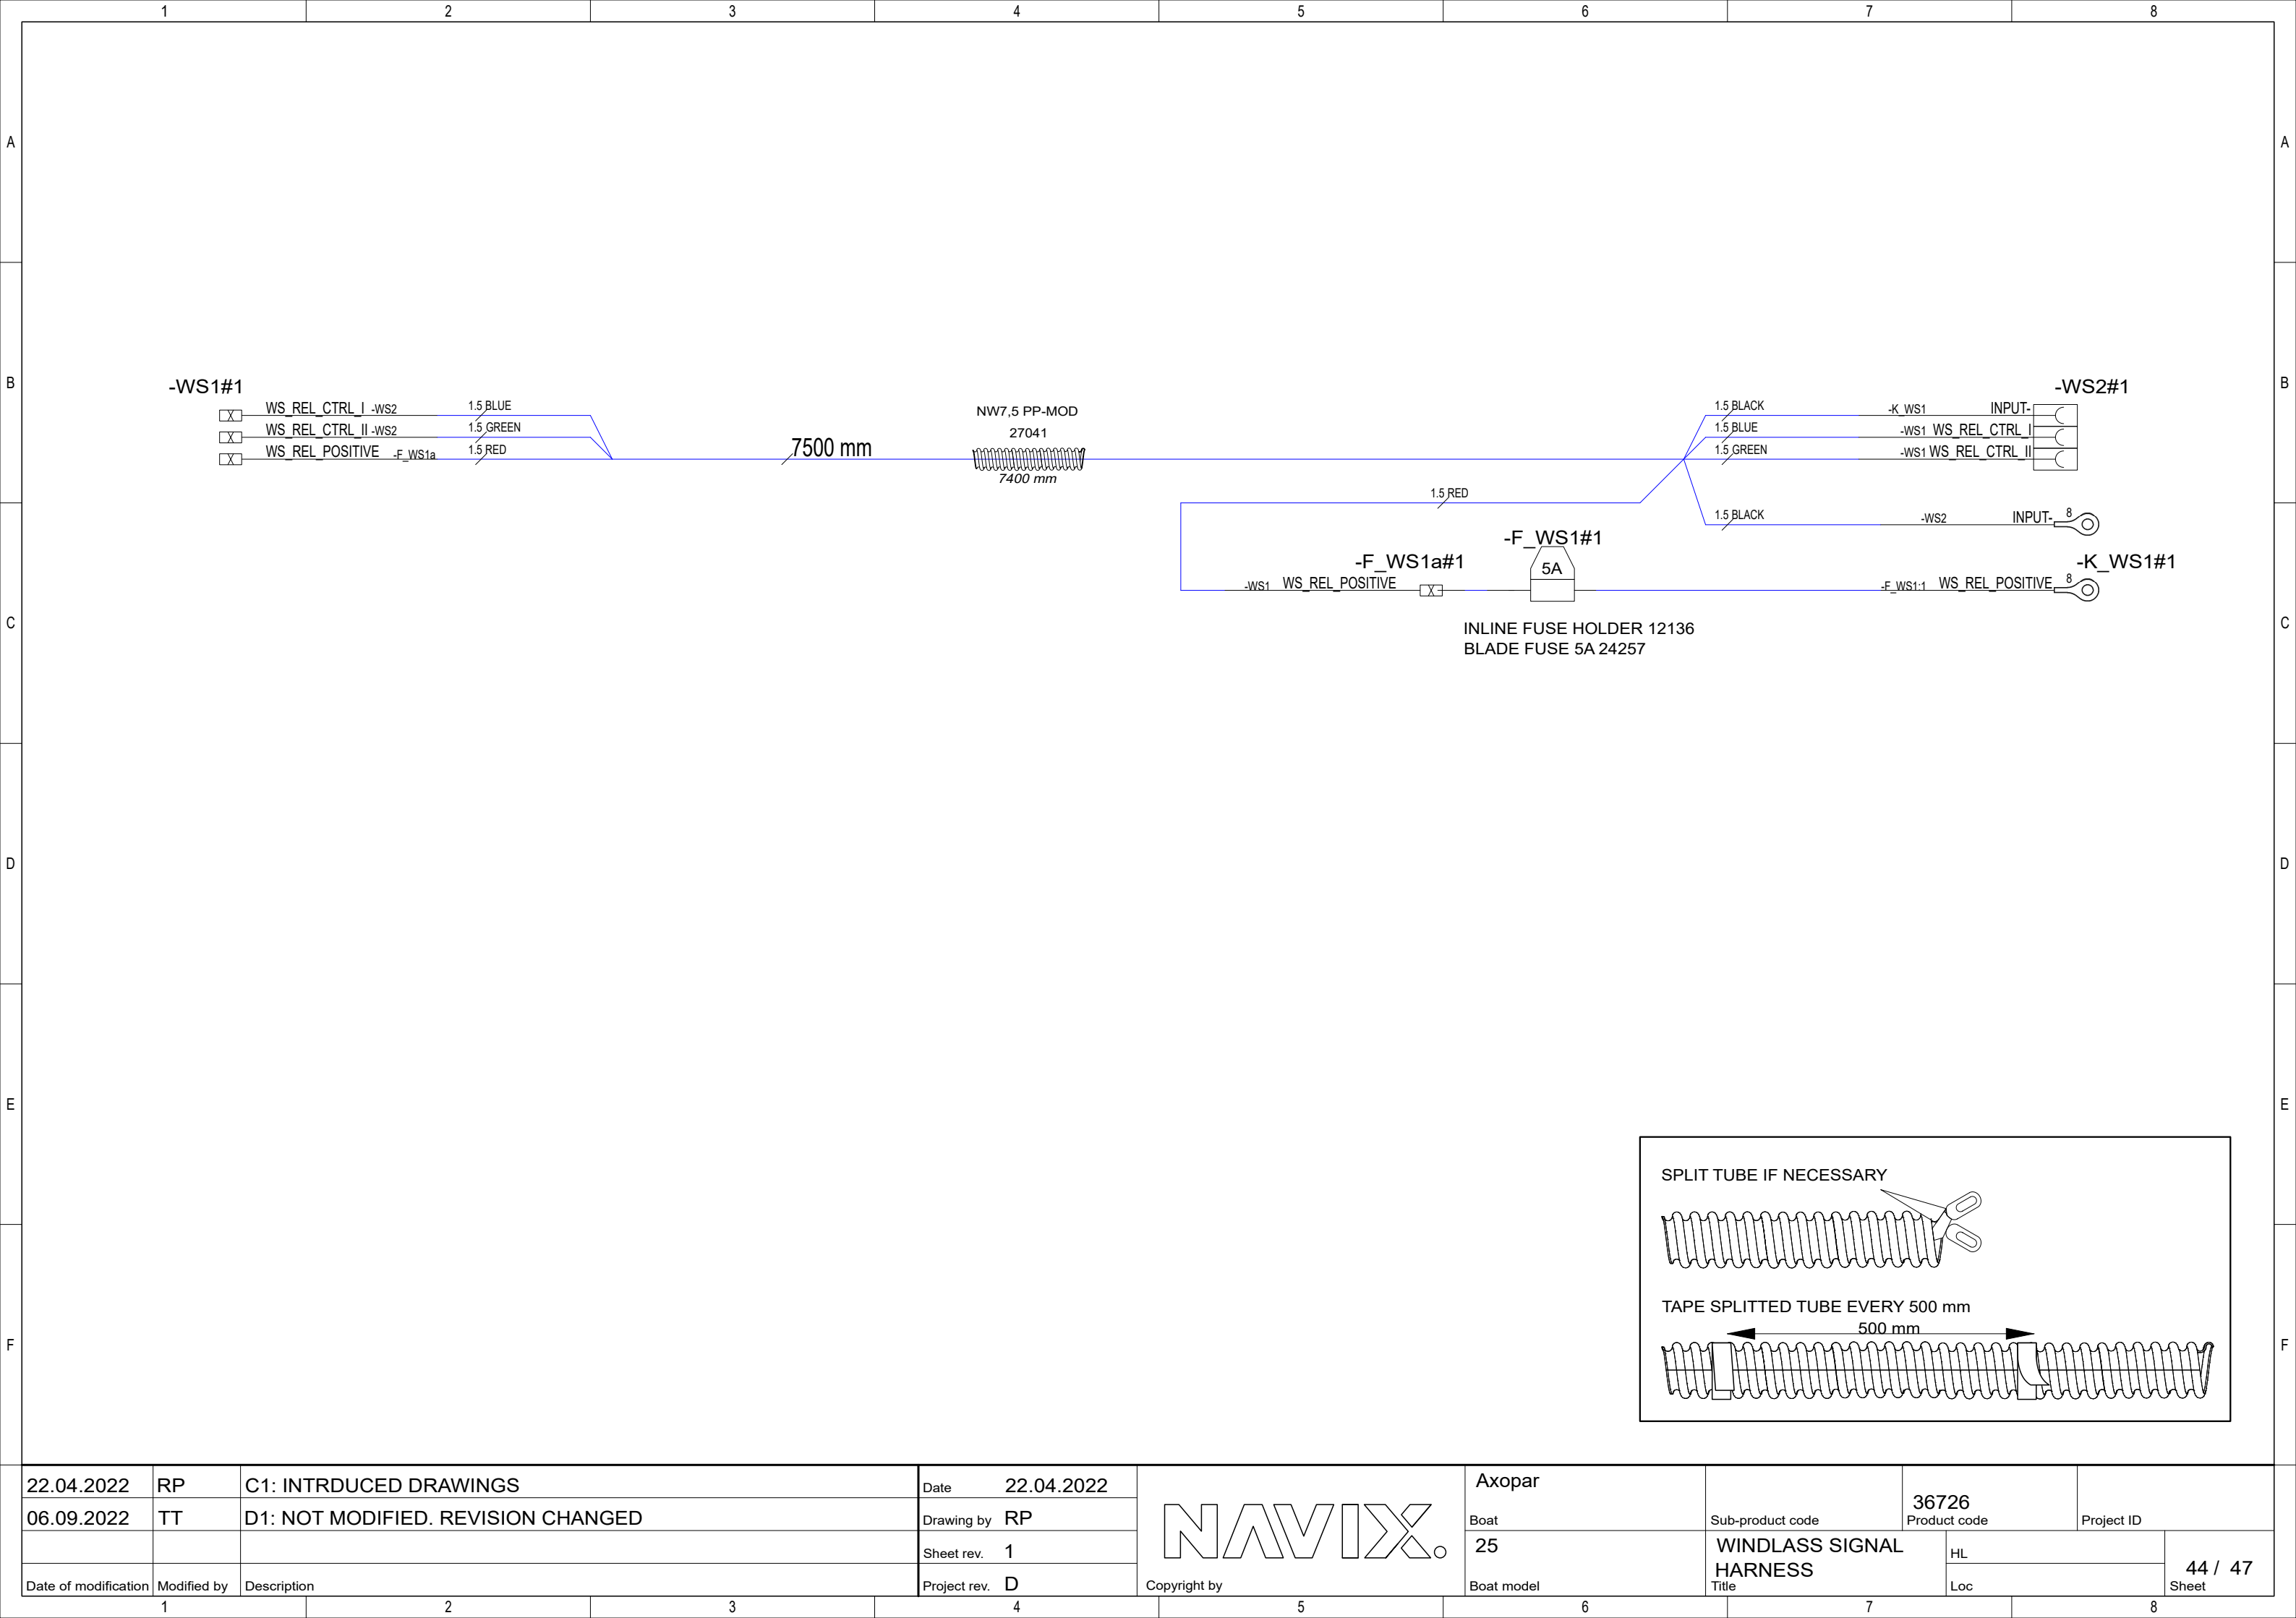 1 2 3 4 5 6 7 8
A A
B B
C C
D D
E E
F F
-WS1#1
WS_REL_CTRL_I -WS2 1.5 BLUE
WS_REL_CTRL_II -WS2 1.5 GREEN
WS_REL_POSITIVE -F_WS1a 1.5 RED
7500 mm
NW7,5 PP-MOD
27041
7400 mm
-WS2#1
1.5 BLACK -K_WS1 INPUT-
1.5 BLUE -WS1 WS_REL_CTRL_I
1.5 GREEN -WS1 WS_REL_CTRL_II
1.5 RED
1.5 BLACK -WS2 INPUT- 8
-F_WS1#1
5A
-F_WS1a#1
-K_WS1#1
-WS1 WS_REL_POSITIVE X
-F_WS1:1 WS_REL_POSITIVE 8
INLINE FUSE HOLDER 12136
BLADE FUSE 5A 24257
SPLIT TUBE IF NECESSARY
TAPE SPLITTED TUBE EVERY 500 mm
500 mm
22.04.2022 RP C1: INTRDUCED DRAWINGS
06.09.2022 TT D1: NOT MODIFIED. REVISION CHANGED
Date of modification Modified by Description
Date 22.04.2022
Drawing by RP
Sheet rev. 1
Project rev. D
NAVIX.
Copyright by
Axopar
Boat
25
Boat model
Sub-product code
36726
Product code
Project ID
WINDLASS SIGNAL
HARNESS
Title
HL
Loc
44 / 47
Sheet
1 2 3 4 5 6 7 8